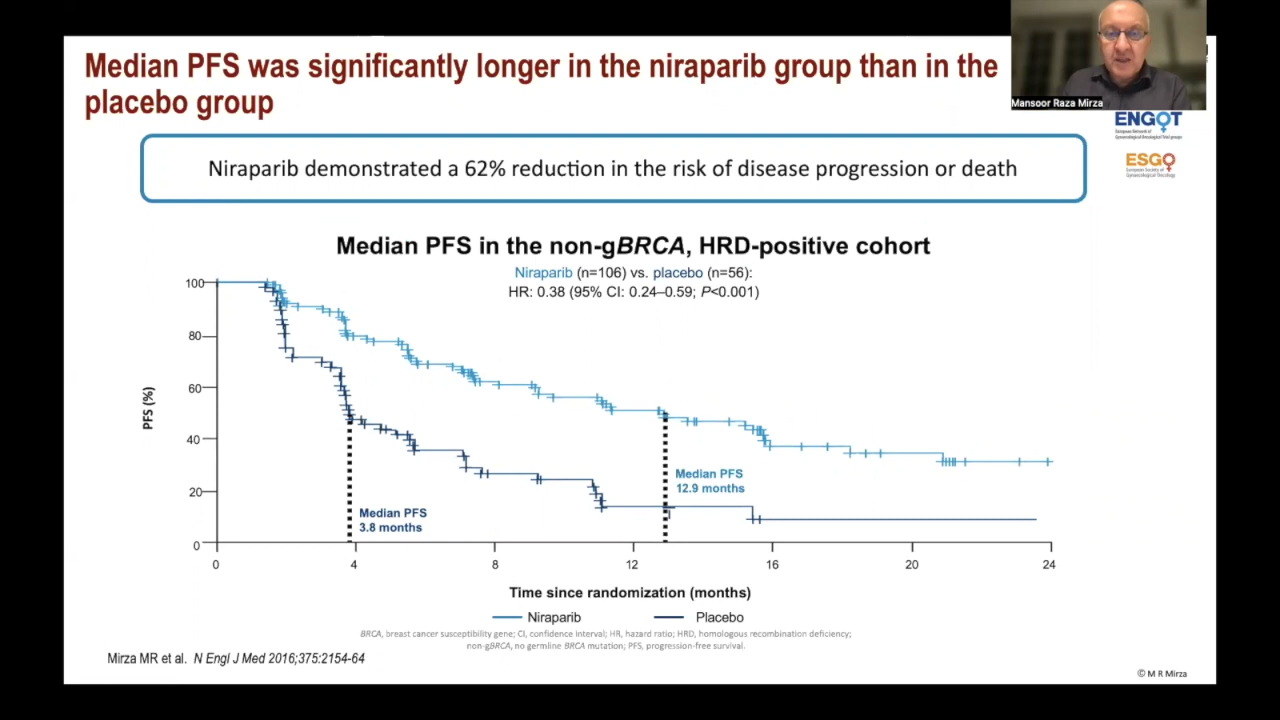 Median PFS was significantly longer in the niraparib group than in the
placebo group
Mansoor Raza Mirza
ENGOT
European Network of
Gynaecological Oncological Trial groups
ESGO
European Society of
Gynaecological Oncology
Niraparib demonstrated a 62% reduction in the risk of disease progression or death
Median PFS in the non-gBRCA, HRD-positive cohort
Niraparib (n=106) vs. placebo (n=56):
HR: 0.38 (95% CI: 0.24–0.59; P<0.001)
PFS (%)
100
80
60
40
20
0
Median PFS
12.9 months
Median PFS
3.8 months
0 4 8 12 16 20 24
Time since randomization (months)
Niraparib Placebo
BRCA, breast cancer susceptibility gene; CI, confidence interval; HR, hazard ratio; HRD, homologous recombination deficiency;
non-gBRCA, no germline BRCA mutation; PFS, progression-free survival.
Mirza MR et al. N Engl J Med 2016;375:2154-64
© M R Mirza